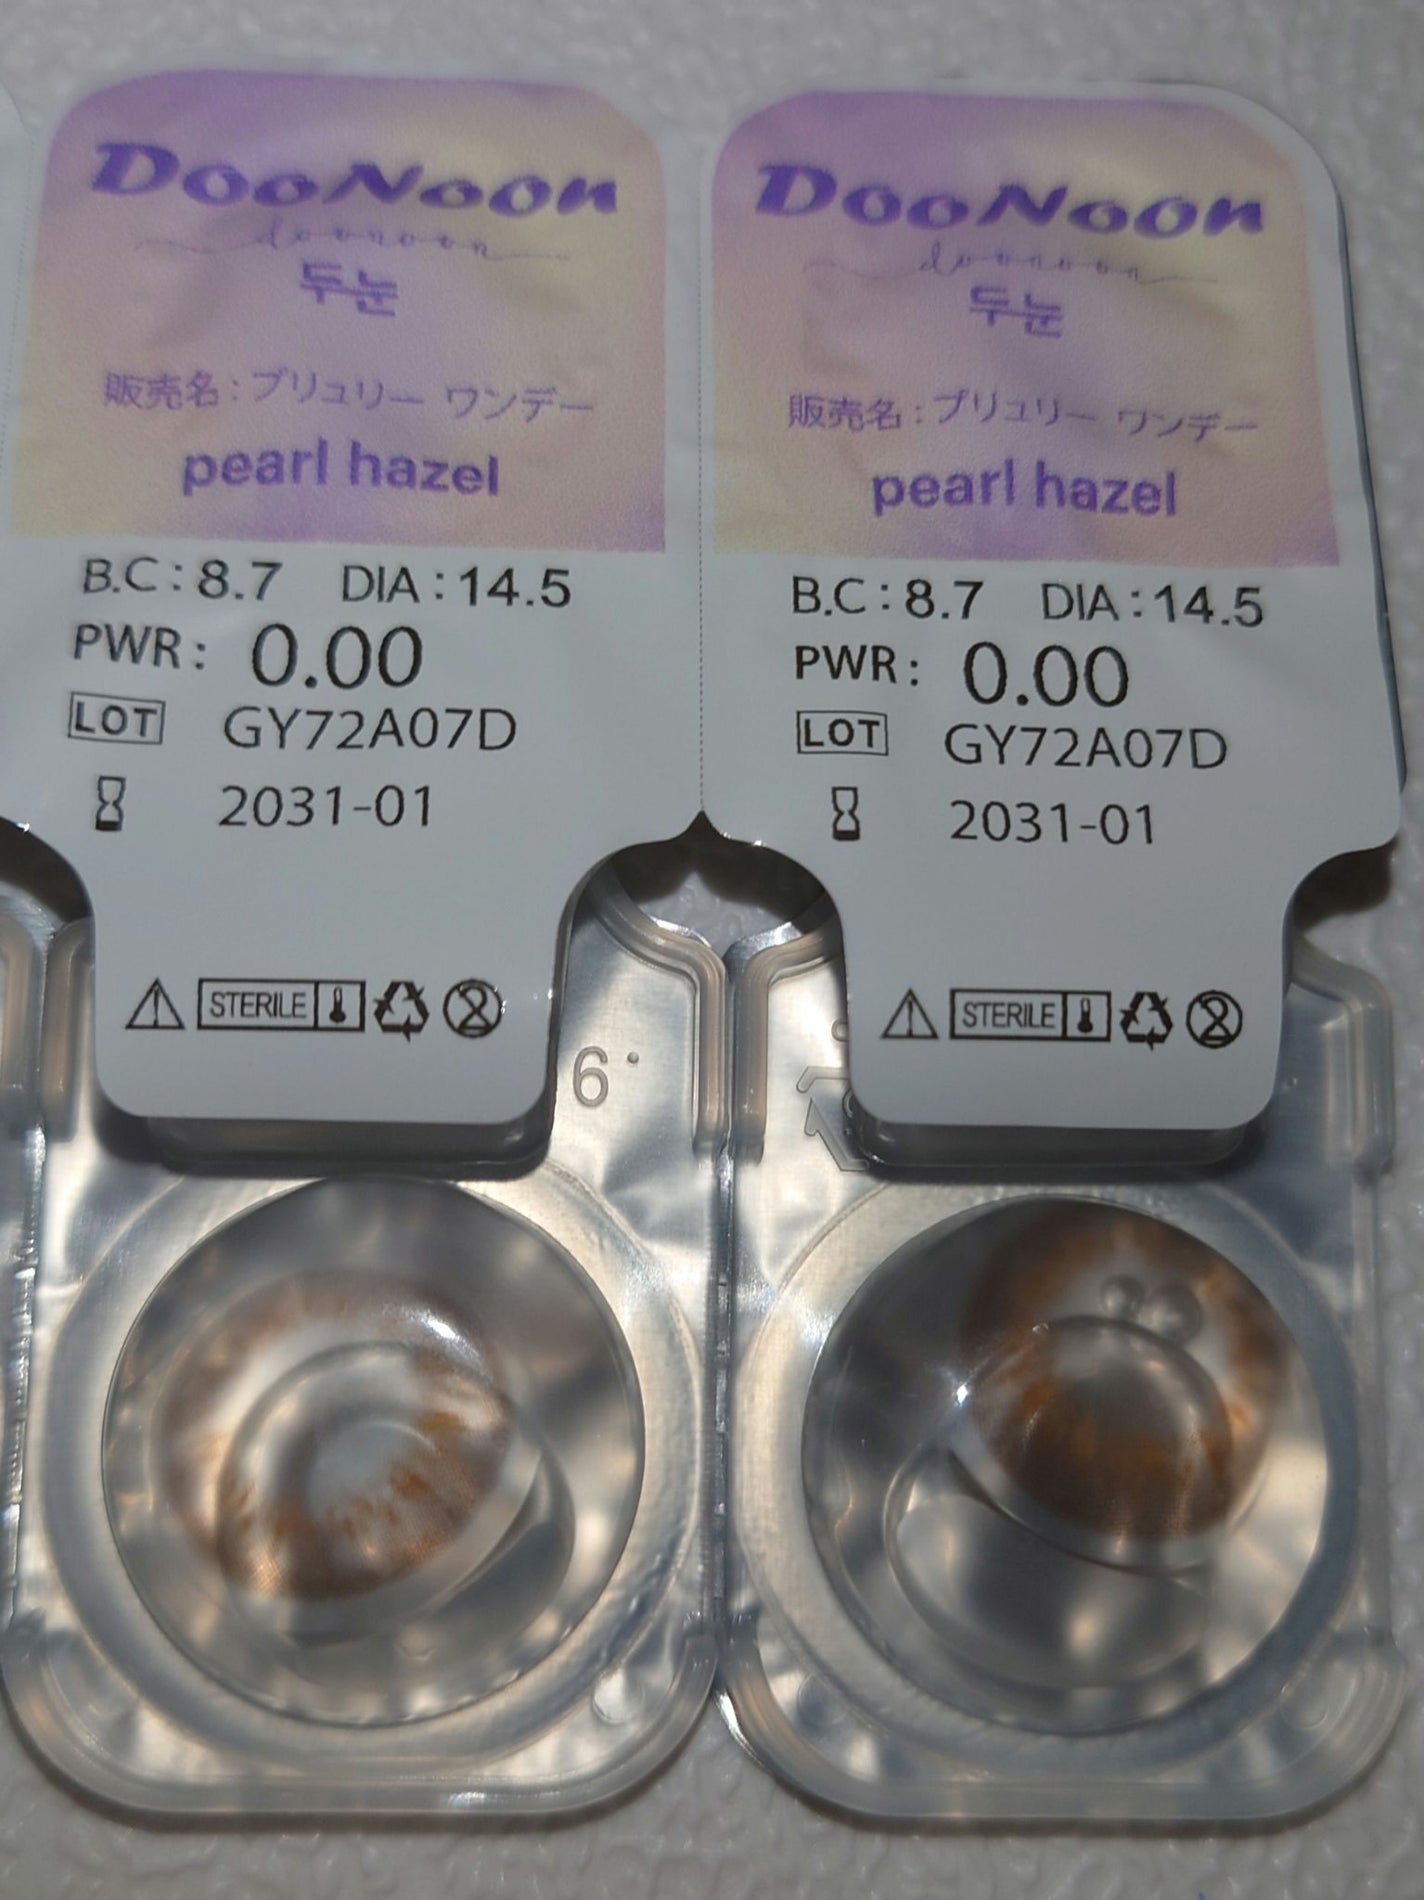 DooNoon
doonoon
두눈
販売名：ブリュリー ワンデー
pearl hazel
B.C : 8.7 DIA : 14.5
PWR : 0.00
LOT GY72A07D
2031-01
STERILE
6
DooNoon
doonoon
두눈
販売名：ブリュリー ワンデー
pearl hazel
B.C : 8.7 DIA : 14.5
PWR : 0.00
LOT GY72A07D
2031-01
STERILE